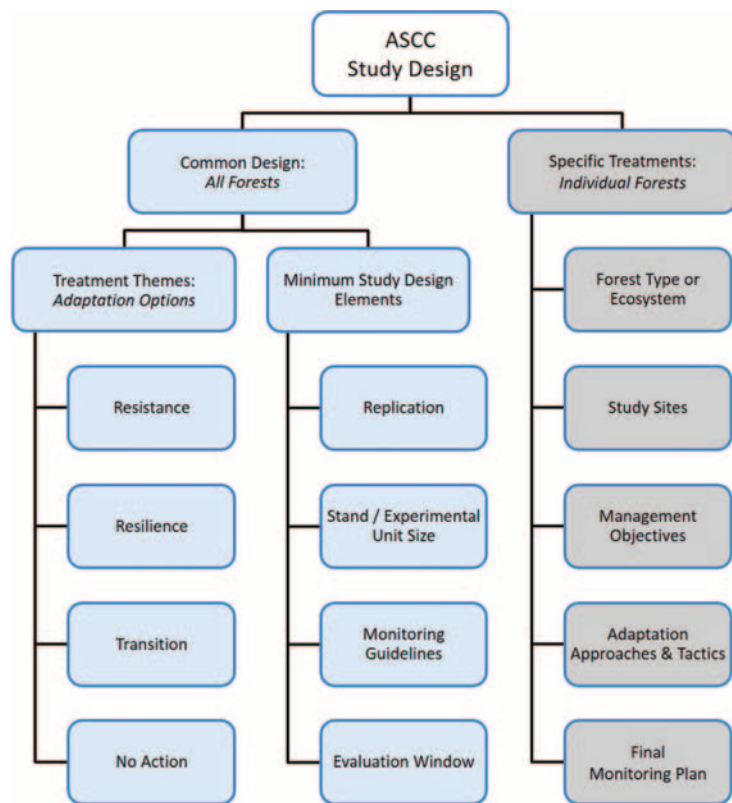 ASCC
Study Design
Common Design:
All Forests
Specific Treatments:
Individual Forests
Treatment Themes:
Adaptation Options
Minimum Study Design
Elements
Forest Type or
Ecosystem
Resistance
Replication
Study Sites
Resilience
Stand / Experimental
Unit Size
Management
Objectives
Transition
Monitoring
Guidelines
Adaptation
Approaches & Tactics
No Action
Evaluation Window
Final
Monitoring Plan